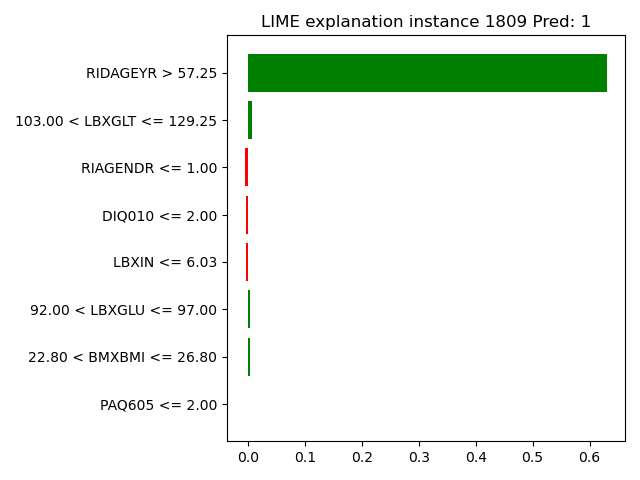 LIME explanation instance 1809 Pred: 1
RIDAGEYR > 57.25
103.00 < LBXGLT <= 129.25
RIAGENDR <= 1.00
DIQ010 <= 2.00
LBXIN <= 6.03
92.00 < LBXGLU <= 97.00
22.80 < BMXBMI <= 26.80
PAQ605 <= 2.00
0.0 0.1 0.2 0.3 0.4 0.5 0.6